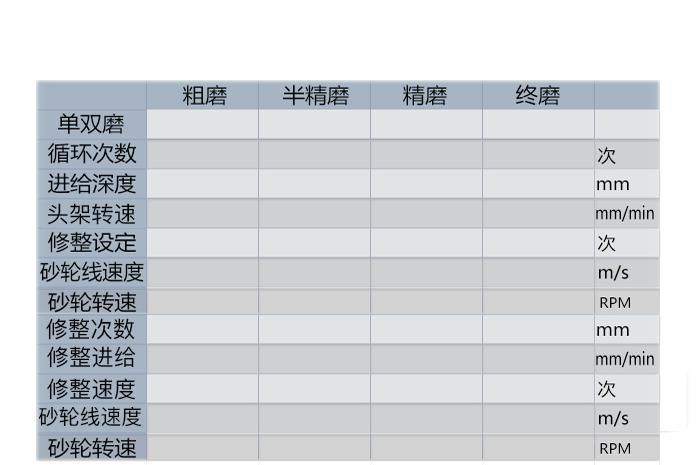 粗磨 半精磨 精磨 终磨
单双磨
循环次数 次
进给深度 mm
头架转速 mm/min
修整设定 次
砂轮线速度 m/s
砂轮转速 RPM
修整次数 mm
修整进给 mm/min
修整速度 次
砂轮线速度 m/s
砂轮转速 RPM